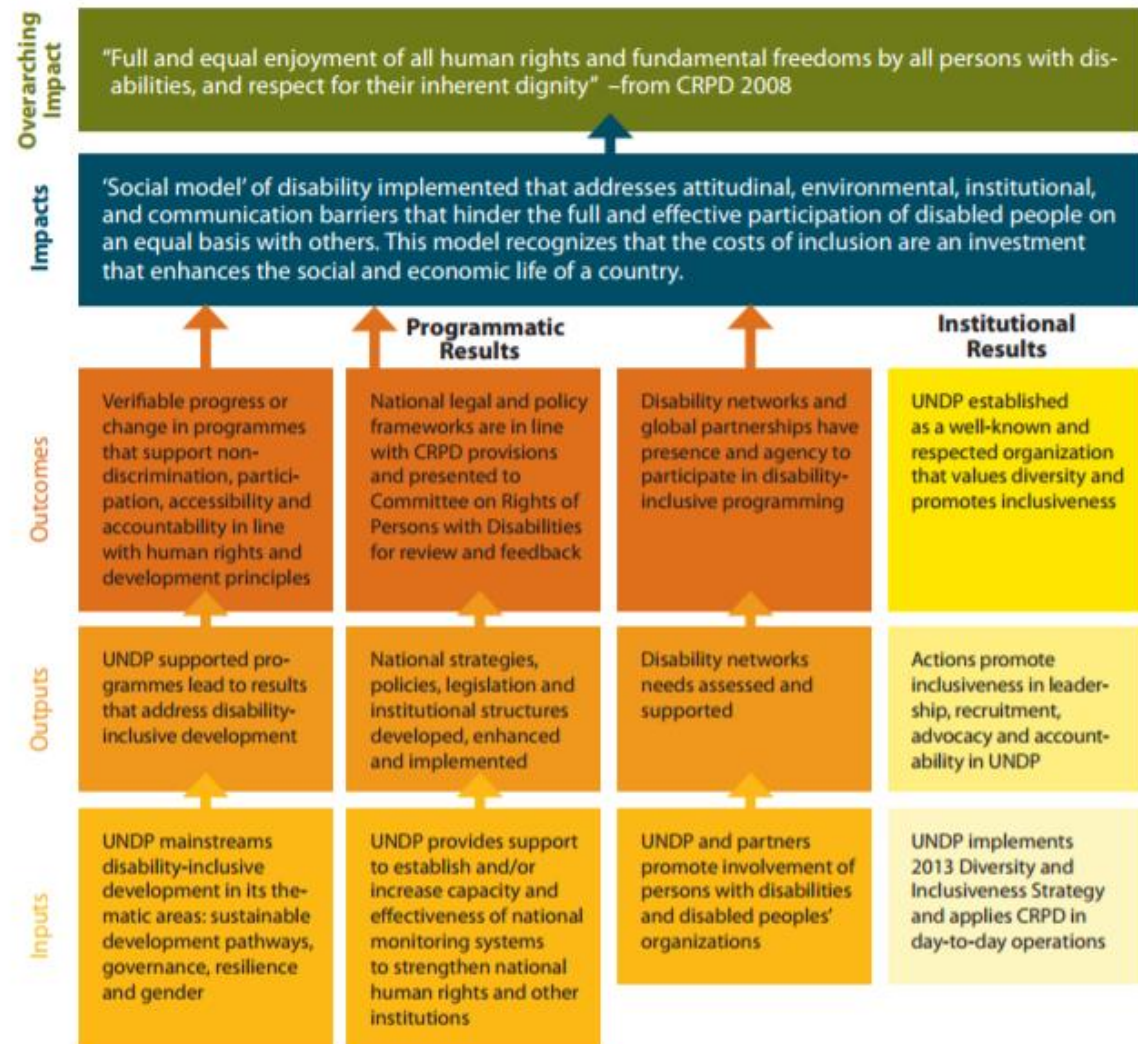 Overarching
Impact
“Full and equal enjoyment of all human rights and fundamental freedoms by all persons with dis-
abilities, and respect for their inherent dignity” –from CRPD 2008
Impacts
‘Social model’ of disability implemented that addresses attitudinal, environmental, institutional,
and communication barriers that hinder the full and effective participation of disabled people on
an equal basis with others. This model recognizes that the costs of inclusion are an investment
that enhances the social and economic life of a country.
Programmatic
Results
Institutional
Results
Outcomes
Verifiable progress or
change in programmes
that support non-
discrimination, partici-
pation, accessibility and
accountability in line
with human rights and
development principles
National legal and policy
frameworks are in line
with CRPD provisions
and presented to
Committee on Rights of
Persons with Disabilities
for review and feedback
Disability networks and
global partnerships have
presence and agency to
participate in disability-
inclusive programming
UNDP established
as a well-known and
respected organization
that values diversity and
promotes inclusiveness
Outputs
UNDP supported pro-
grammes lead to results
that address disability-
inclusive development
National strategies,
policies, legislation and
institutional structures
developed, enhanced
and implemented
Disability networks
needs assessed and
supported
Actions promote
inclusiveness in leader-
ship, recruitment,
advocacy and account-
ability in UNDP
Inputs
UNDP mainstreams
disability-inclusive
development in its the-
matic areas: sustainable
development pathways,
governance, resilience
and gender
UNDP provides support
to establish and/or
increase capacity and
effectiveness of national
monitoring systems
to strengthen national
human rights and other
institutions
UNDP and partners
promote involvement of
persons with disabilities
and disabled peoples’
organizations
UNDP implements
2013 Diversity and
Inclusiveness Strategy
and applies CRPD in
day-to-day operations